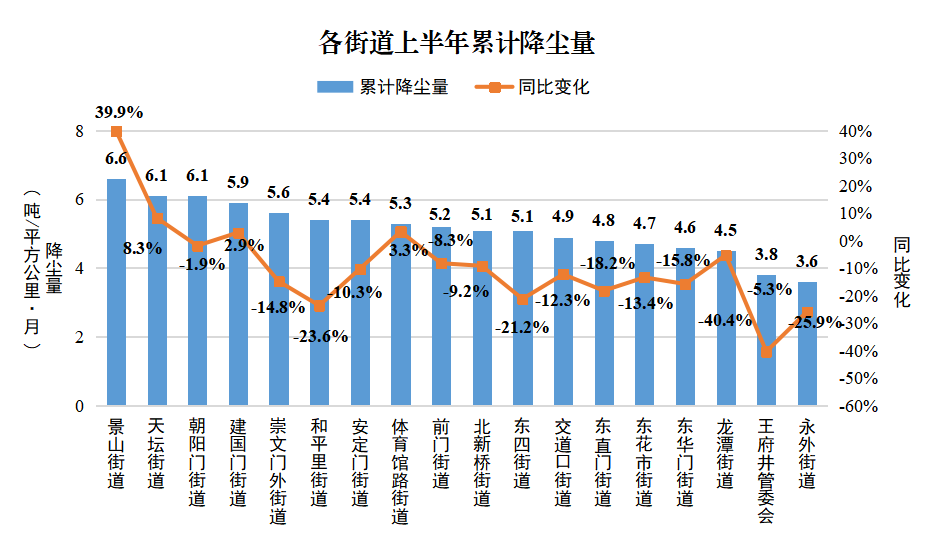 各街道上半年累计降尘量
累计降尘量 同比变化
降尘量
（吨/平方公里·月）
8
6
4
2
0
40%
30%
20%
10%
0%
-10%
-20%
-30%
-40%
-50%
-60%
同比变化
6.6
6.1
6.1
5.9
5.6
5.4
5.4
5.3
5.2
5.1
5.1
4.9
4.8
4.7
4.6
4.5
3.8
3.6
39.9%
8.3%
-1.9%
2.9%
-14.8%
-23.6%
-10.3%
3.3%
-8.3%
-9.2%
-21.2%
-12.3%
-18.2%
-13.4%
-15.8%
-5.3%
-40.4%
-25.9%
景山街道
天坛街道
朝阳门街道
建国门街道
崇文门外街道
和平里街道
安定门街道
体育馆路街道
前门街道
北新桥街道
东四街道
交道口街道
东直门街道
东花市街道
东华门街道
龙潭街道
王府井管委会
永外街道